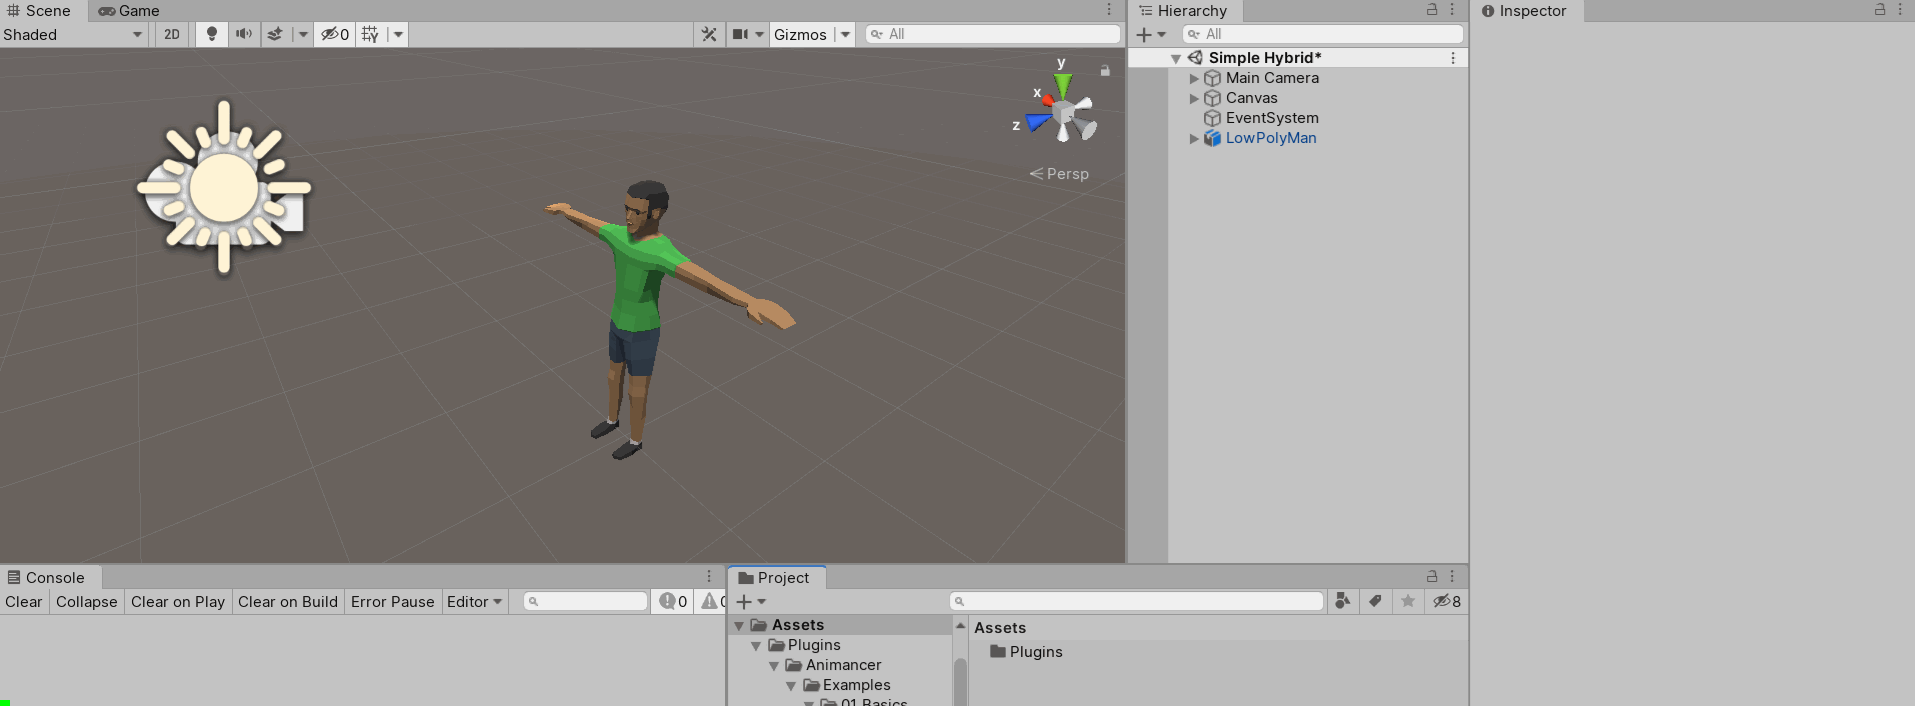 Scene Game
Shaded 2D 0 Gizmos All
y
x
z
Persp
Hierarchy
All
Simple Hybrid*
Main Camera
Canvas
EventSystem
LowPolyMan
Inspector
Console
Clear Collapse Clear on Play Clear on Build Error Pause Editor 0 0
Project
8
Assets
Plugins
Animancer
Examples
01 Basics
Assets
Plugins